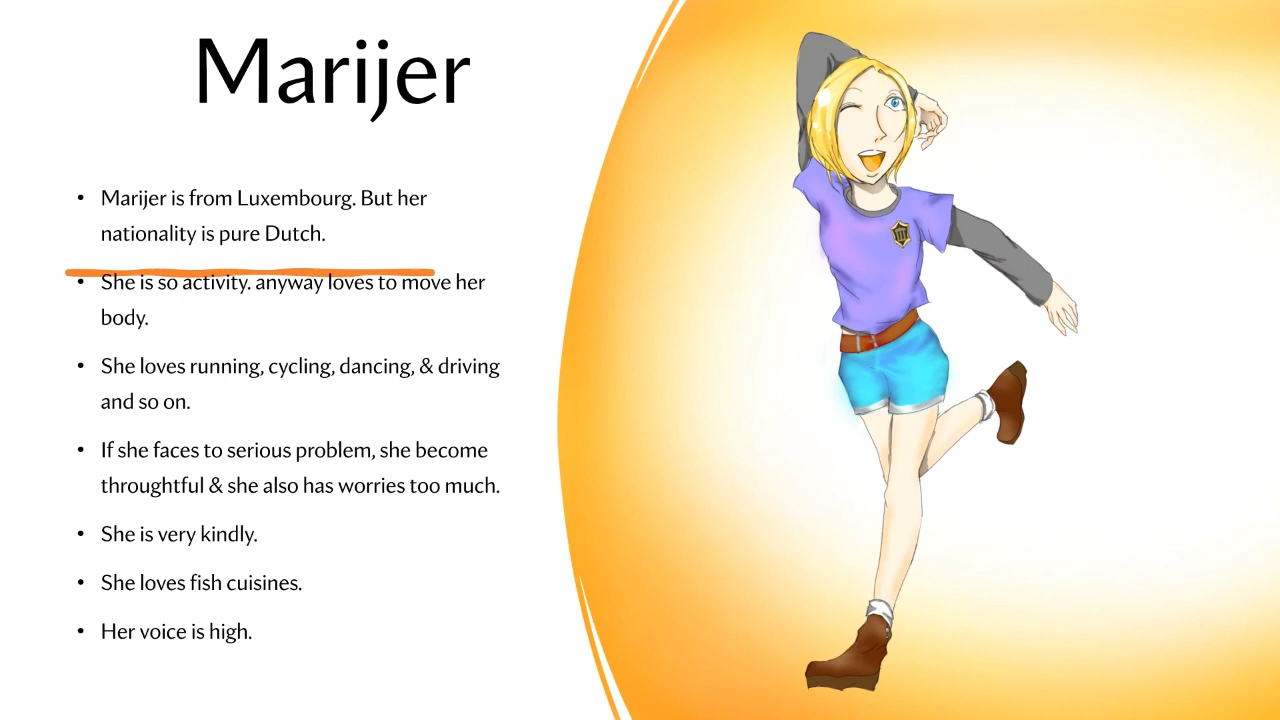 Marijer
• Marijer is from Luxembourg. But her
nationality is pure Dutch.
• She is so activity. anyway loves to move her
body.
• She loves running, cycling, dancing, & driving
and so on.
• If she faces to serious problem, she become
throughtful & she also has worries too much.
• She is very kindly.
• She loves fish cuisines.
• Her voice is high.